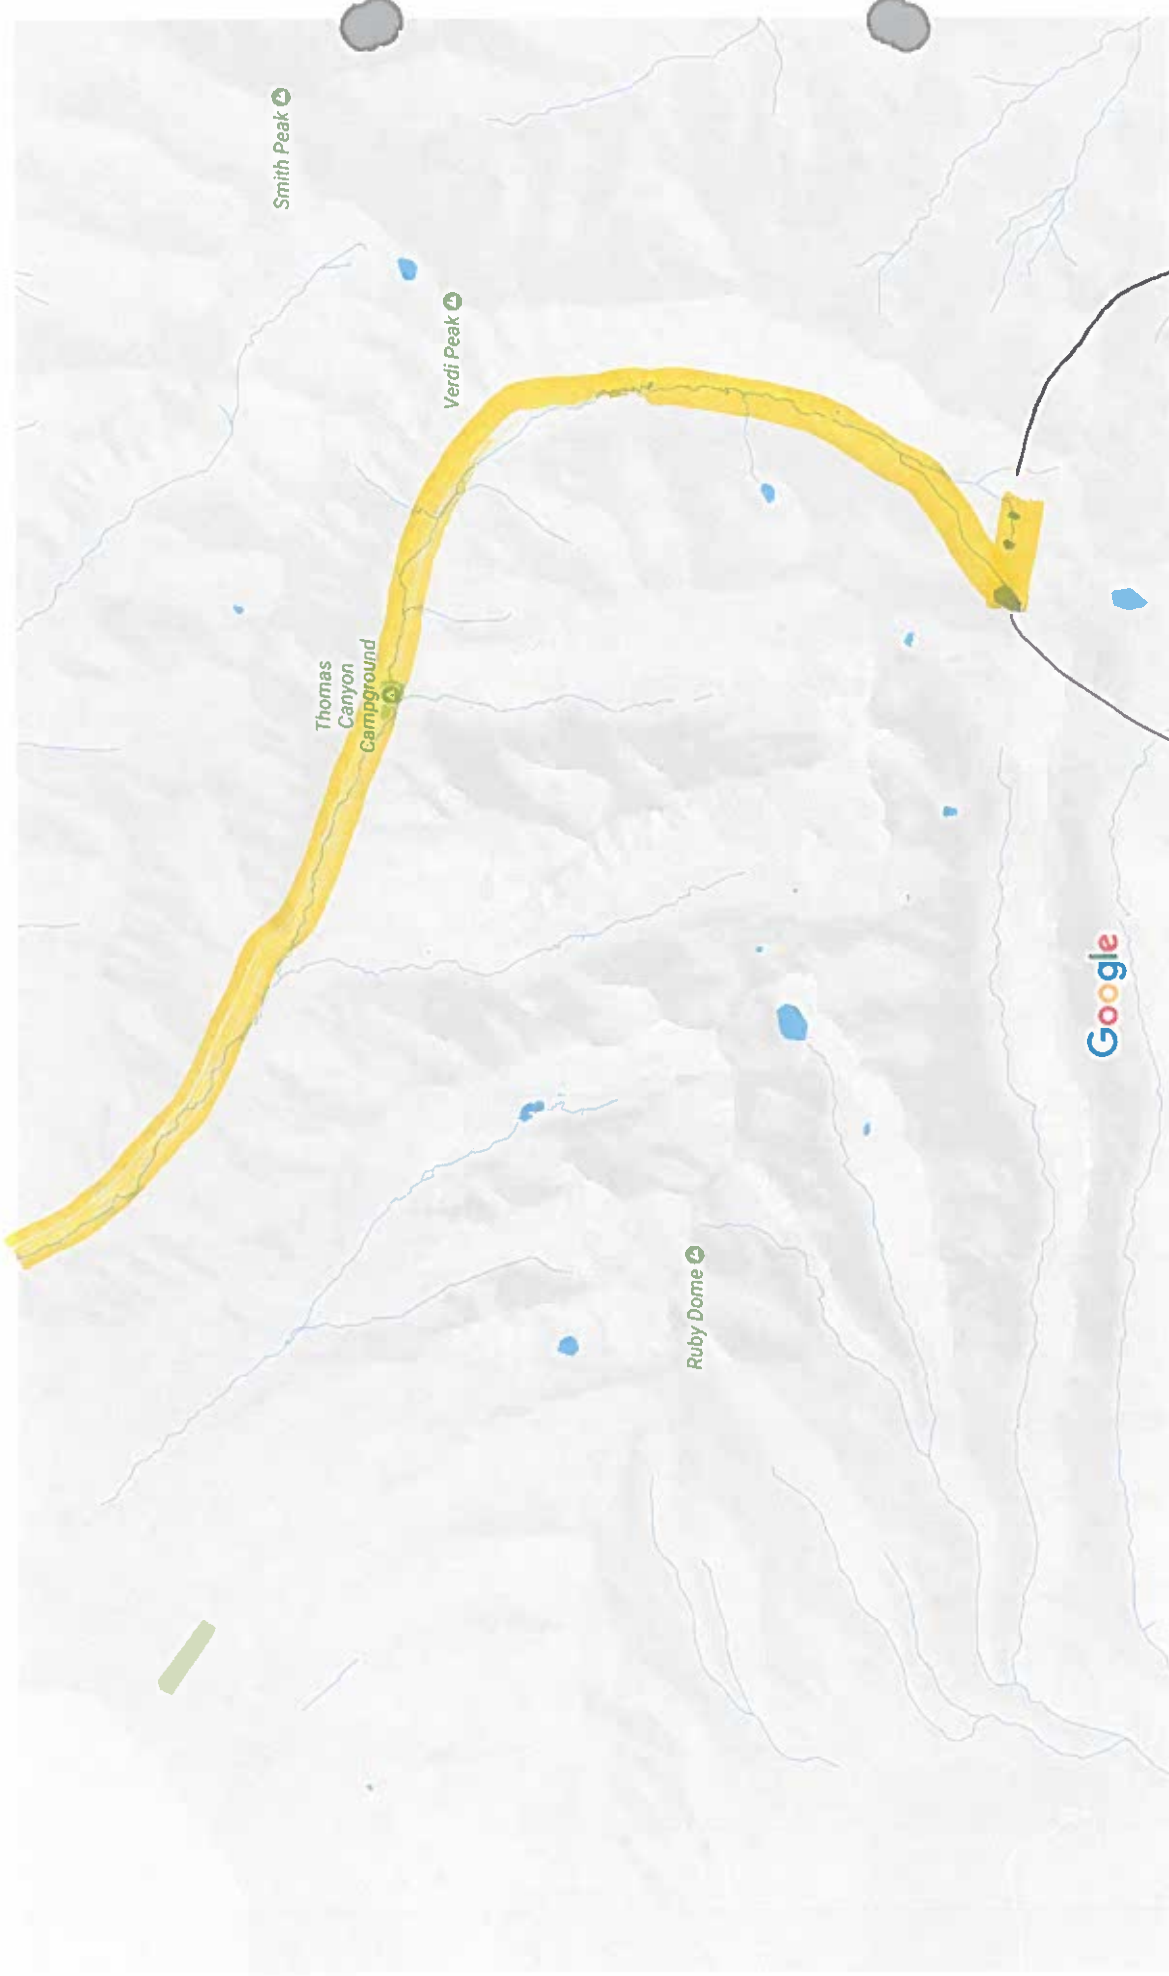 Smith Peak
Verdi Peak
Thomas
Canyon
Campground
Ruby Dome
Google